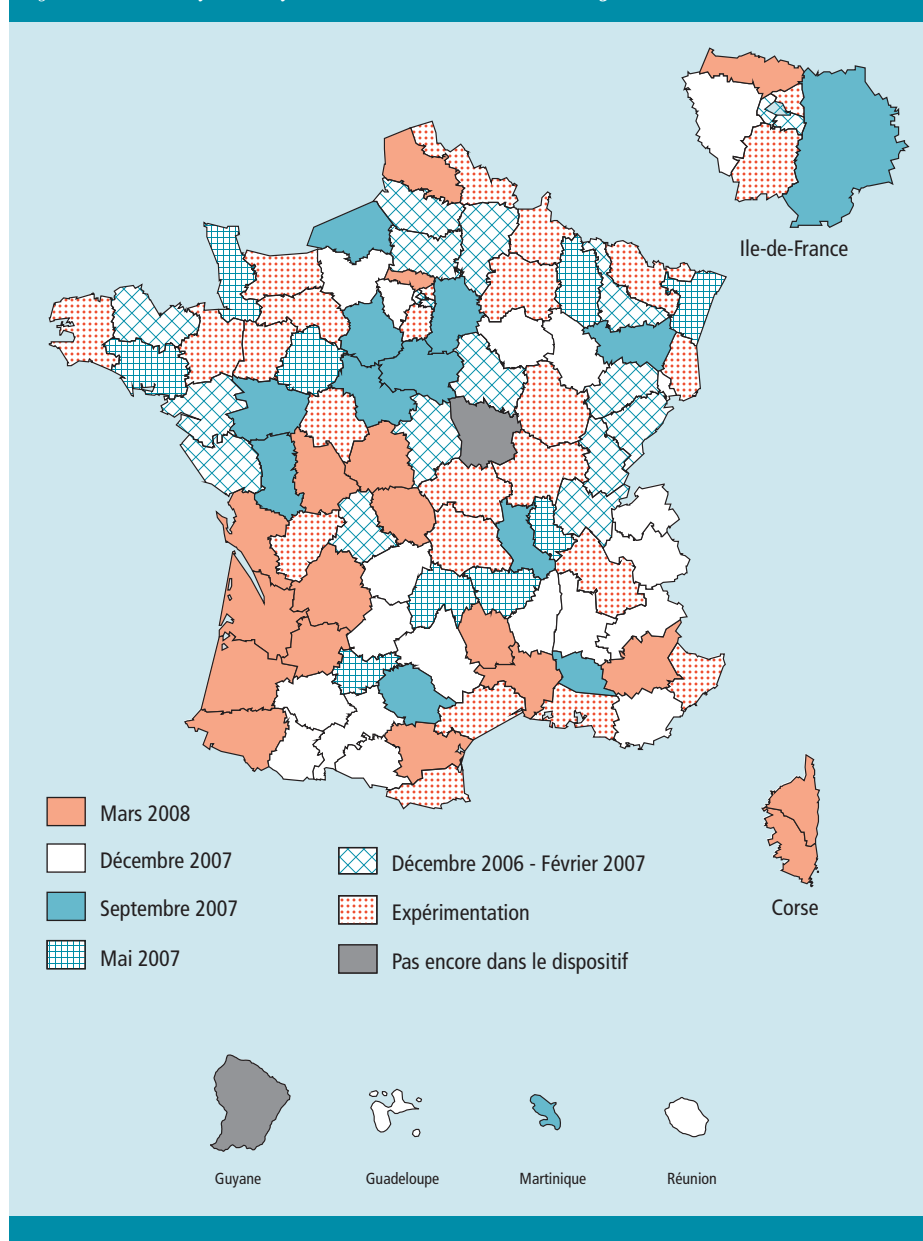 Ile-de-France
Mars 2008
Décembre 2007
Septembre 2007
Mai 2007
Décembre 2006 - Février 2007
Expérimentation
Pas encore dans le dispositif
Corse
Guyane
Guadeloupe
Martinique
Réunion